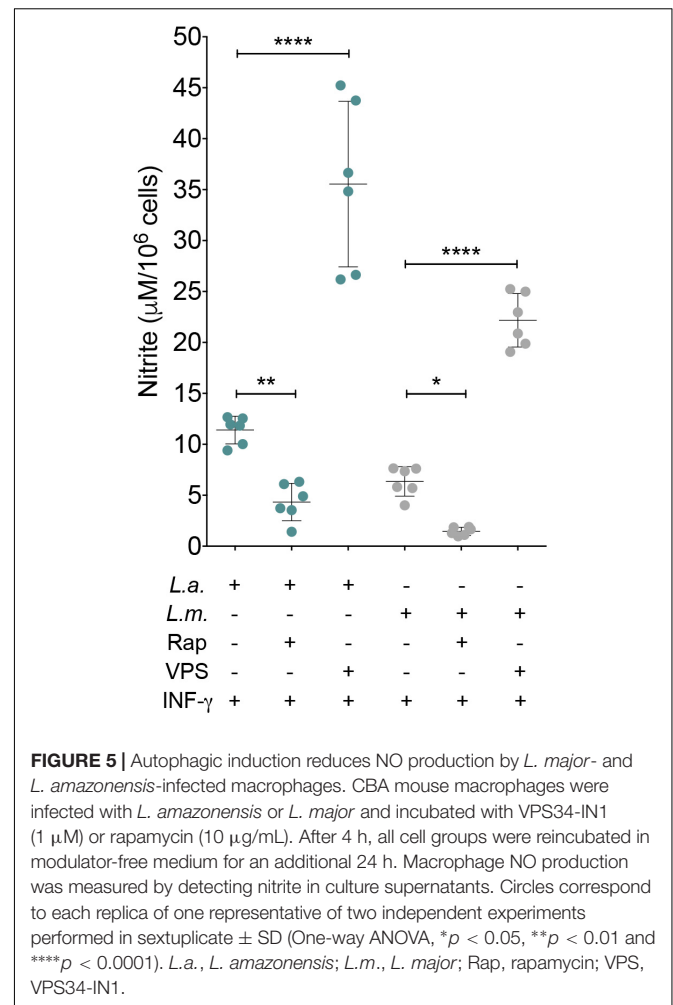 50
****
45
40
35
30
****
25
20
15
**
*
10
5
0
Nitrite (μM/10⁶ cells)
L.a. + + + - - -
L.m. - - - + + +
Rap - + - - + -
VPS - - + - - +
INF-γ + + + + + +
FIGURE 5 | Autophagic induction reduces NO production by L. major- and
L. amazonensis-infected macrophages. CBA mouse macrophages were
infected with L. amazonensis or L. major and incubated with VPS34-IN1
(1 μM) or rapamycin (10 μg/mL). After 4 h, all cell groups were reincubated in
modulator-free medium for an additional 24 h. Macrophage NO production
was measured by detecting nitrite in culture supernatants. Circles correspond
to each replica of one representative of two independent experiments
performed in sextuplicate ± SD (One-way ANOVA, *p < 0.05, **p < 0.01 and
****p < 0.0001). L.a., L. amazonensis; L.m., L. major; Rap, rapamycin; VPS,
VPS34-IN1.